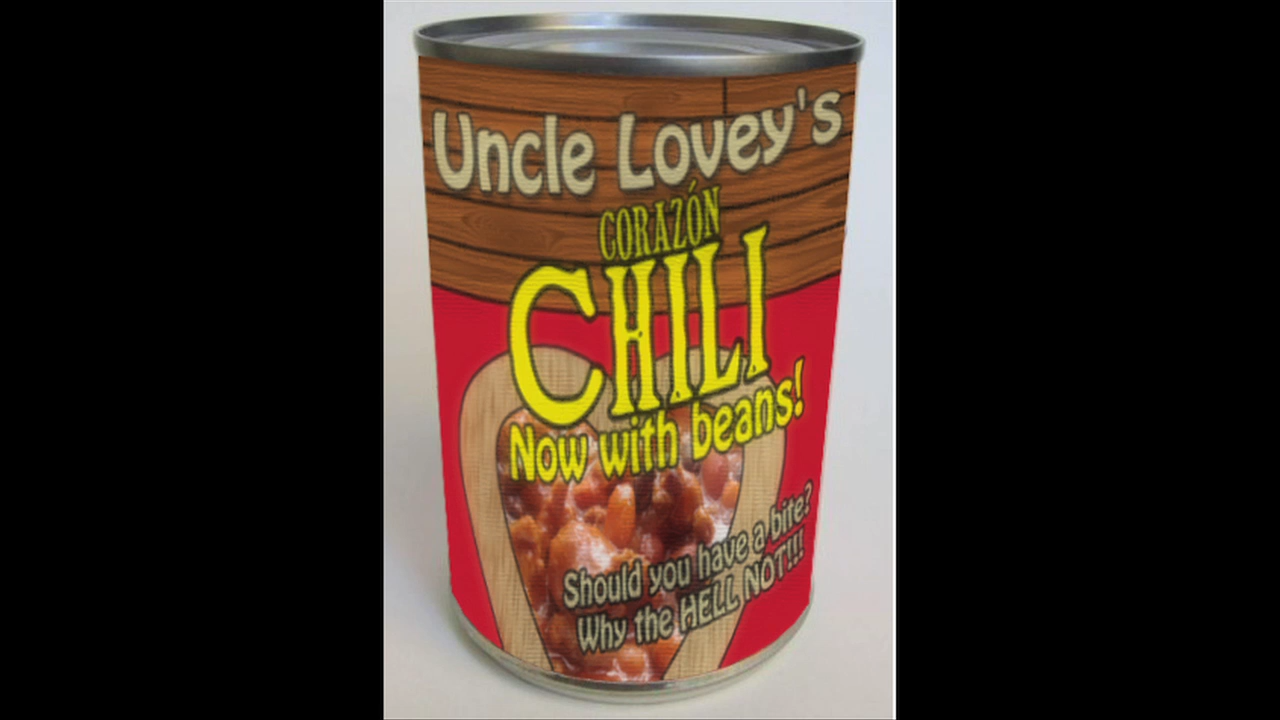 Uncle Lovey's
CORAZÓN
CHILI
Now with beans!
Should you have a bite?
Why the HELL NOT!!!